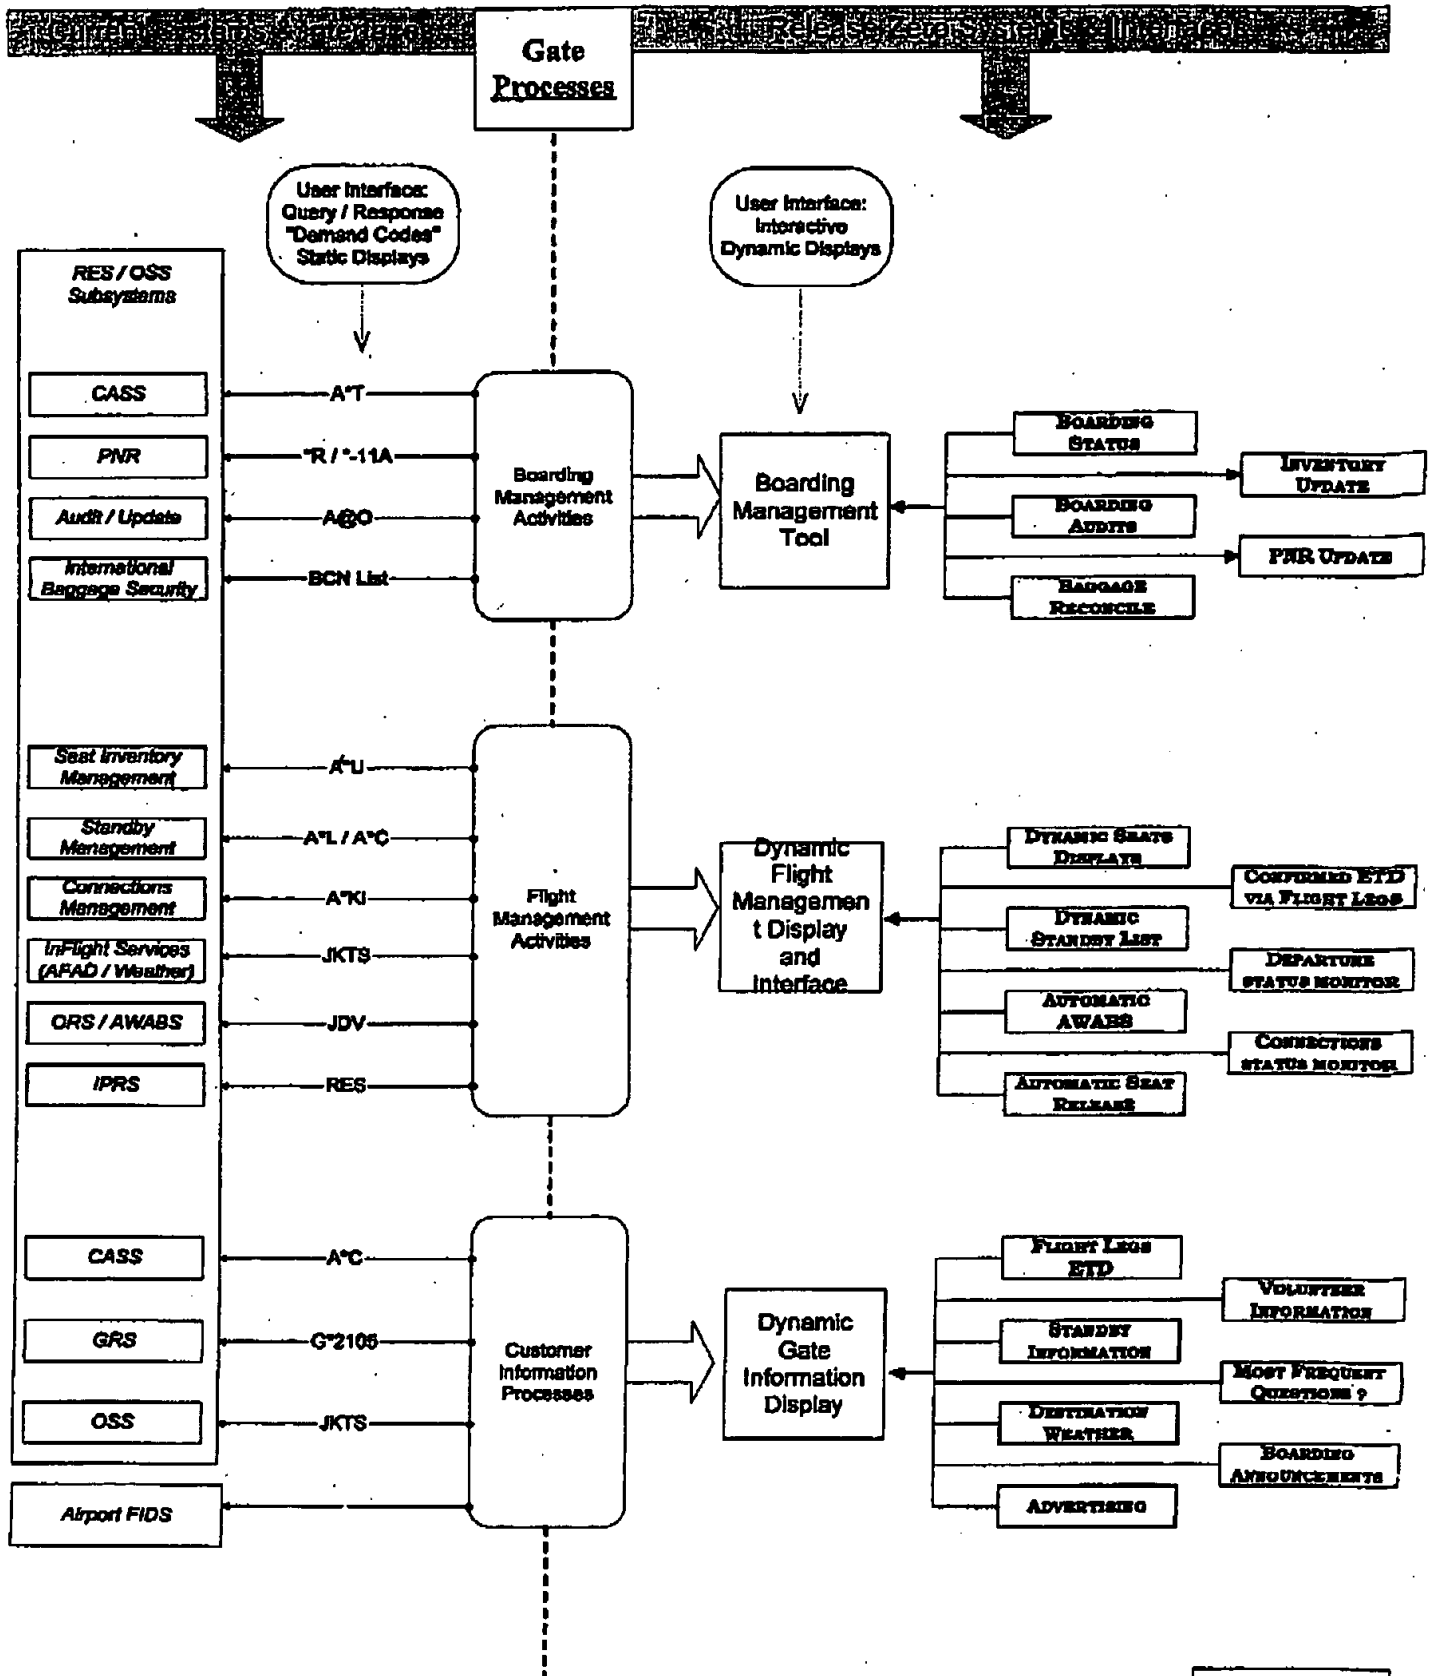 Gate
Processes
User Interface:
Query / Response
"Demand Codes"
Static Displays
User Interface:
Interactive
Dynamic Displays
RES / OSS
Subsystems
CASS
A*T
PNR
*R / *-11A
Audit / Update
A@O
International
Baggage Security
BCN List
Boarding
Management
Activities
Boarding
Management
Tool
BOARDING
STATUS
INVENTORY
UPDATE
BOARDING
AUDITS
PNR UPDATE
BAGGAGE
RECONCILE
Seat Inventory
Management
Standby
Management
A*L / A*C
Connections
Management
A*KI
InFlight Services
(AFAD / Weather)
JKTS
ORS / AWABS
JDV
IPRS
RES
Flight
Management
Activities
Dynamic
Flight
Managemen
t Display
and
Interface
DYNAMIC SEATS
DISPLAYS
CONFIRMED ETD
VIA FLIGHT LEGS
DYNAMIC
STANDBY LIST
DEPARTURE
STATUS MONITOR
AUTOMATIC
AWABS
CONNECTIONS
STATUS MONITOR
AUTOMATIC SEAT
RELEASE
CASS
A*C
GRS
G*2105
OSS
JKTS
Airport FIDS
Customer
Information
Processes
Dynamic
Gate
Information
Display
FLIGHT LEGS
ETD
VOLUNTEER
INFORMATION
STANDBY
INFORMATION
MOST FREQUENT
QUESTIONS ?
DESTINATION
WEATHER
BOARDING
ANNOUNCEMENTS
ADVERTISING